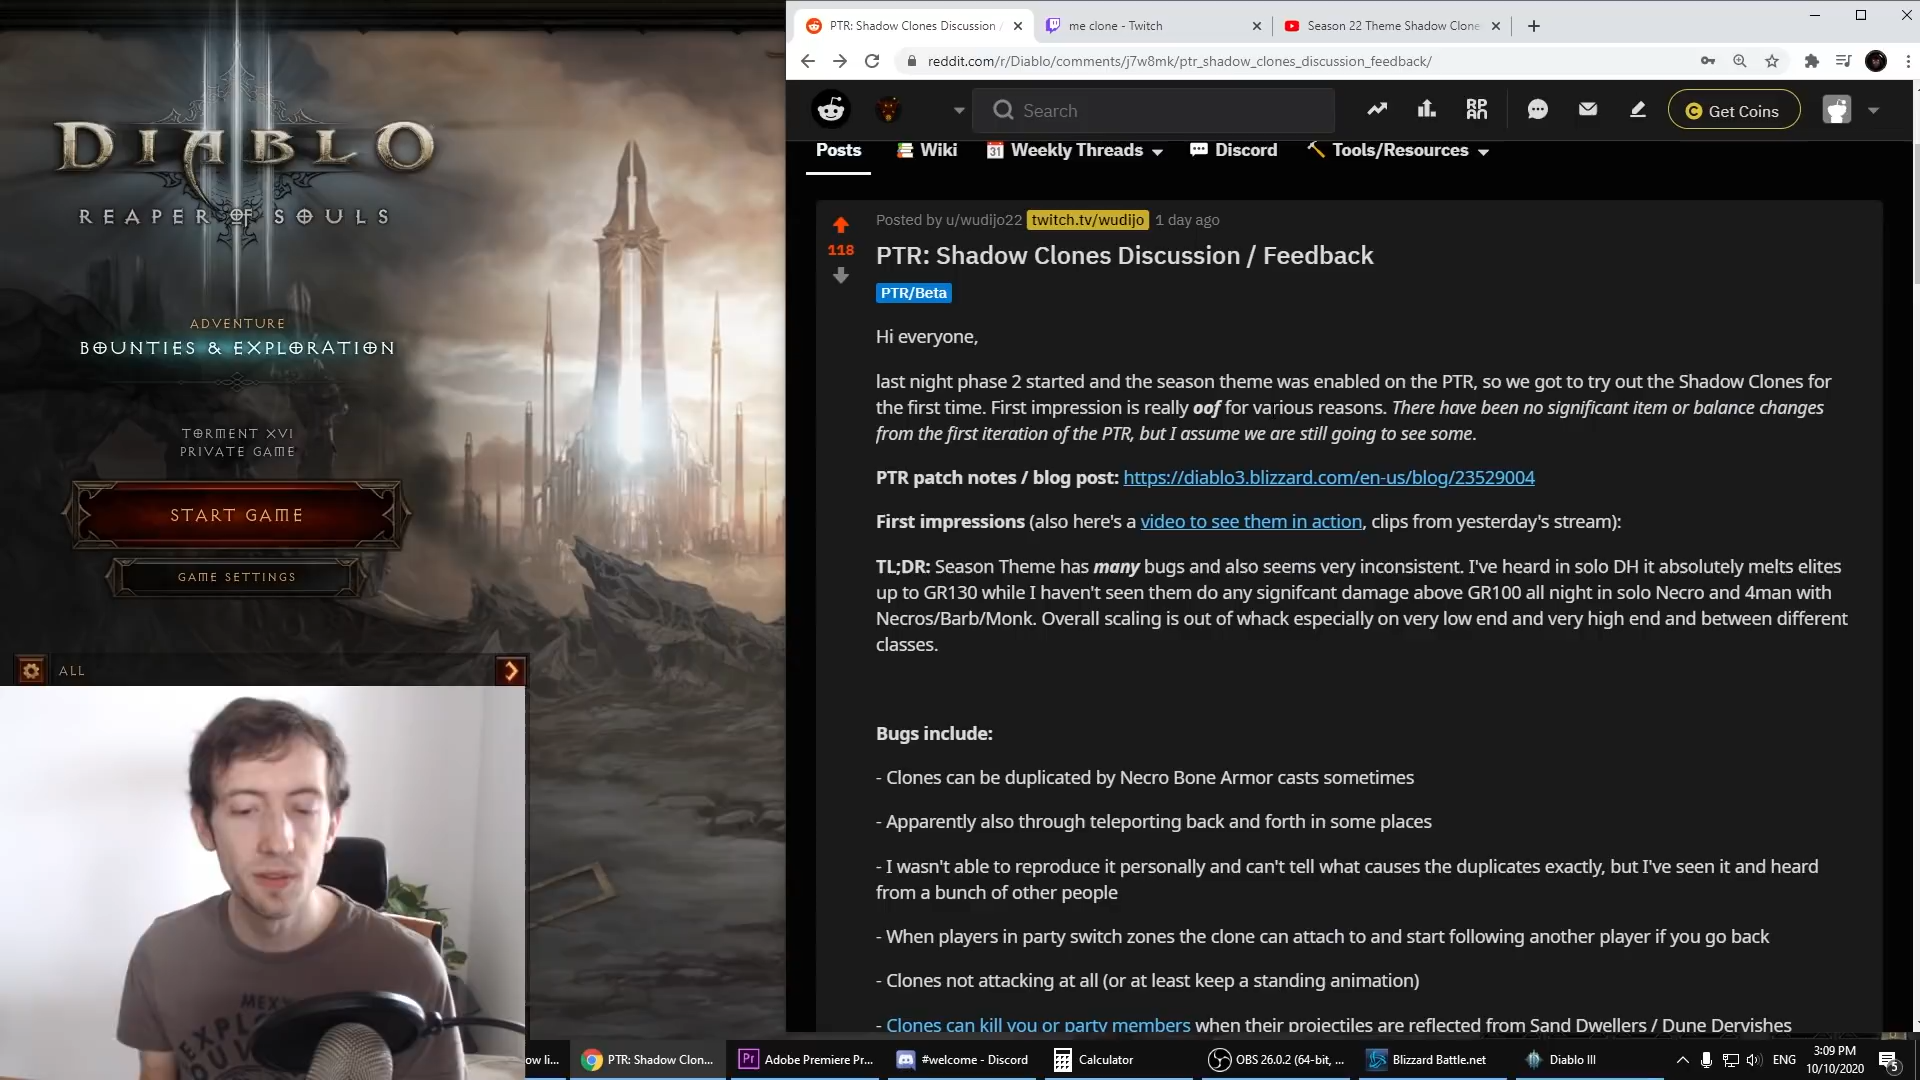 PTR: Shadow Clones Discussion /
me clone - Twitch
Season 22 Theme Shadow Clone
reddit.com/r/Diablo/comments/j7w8mk/ptr_shadow_clones_discussion_feedback/
Search
RP
AN
Get Coins
Posts
Wiki
31
Weekly Threads
Discord
Tools/Resources
DIABLO
REAPER OF SOULS
ADVENTURE
BOUNTIES & EXPLORATION
TORMENT XVI
PRIVATE GAME
START GAME
GAME SETTINGS
ALL
118
Posted by u/wudijo22 twitch.tv/wudijo 1 day ago
PTR: Shadow Clones Discussion / Feedback
PTR/Beta
Hi everyone,
last night phase 2 started and the season theme was enabled on the PTR, so we got to try out the Shadow Clones for
the first time. First impression is really oof for various reasons. There have been no significant item or balance changes
from the first iteration of the PTR, but I assume we are still going to see some.
PTR patch notes / blog post: https://diablo3.blizzard.com/en-us/blog/23529004
First impressions (also here's a video to see them in action, clips from yesterday's stream):
TL;DR: Season Theme has many bugs and also seems very inconsistent. I've heard in solo DH it absolutely melts elites
up to GR130 while I haven't seen them do any signifcant damage above GR100 all night in solo Necro and 4man with
Necros/Barb/Monk. Overall scaling is out of whack especially on very low end and very high end and between different
classes.
Bugs include:
- Clones can be duplicated by Necro Bone Armor casts sometimes
- Apparently also through teleporting back and forth in some places
- I wasn't able to reproduce it personally and can't tell what causes the duplicates exactly, but I've seen it and heard
from a bunch of other people
- When players in party switch zones the clone can attach to and start following another player if you go back
- Clones not attacking at all (or at least keep a standing animation)
- Clones can kill you or party members when their projectiles are reflected from Sand Dwellers / Dune Dervishes
ow li...
PTR: Shadow Clon...
Pr
Adobe Premiere Pr...
#welcome - Discord
Calculator
OBS 26.0.2 (64-bit, ...
Blizzard Battle.net
Diablo III
ENG
3:09 PM
10/10/2020
5